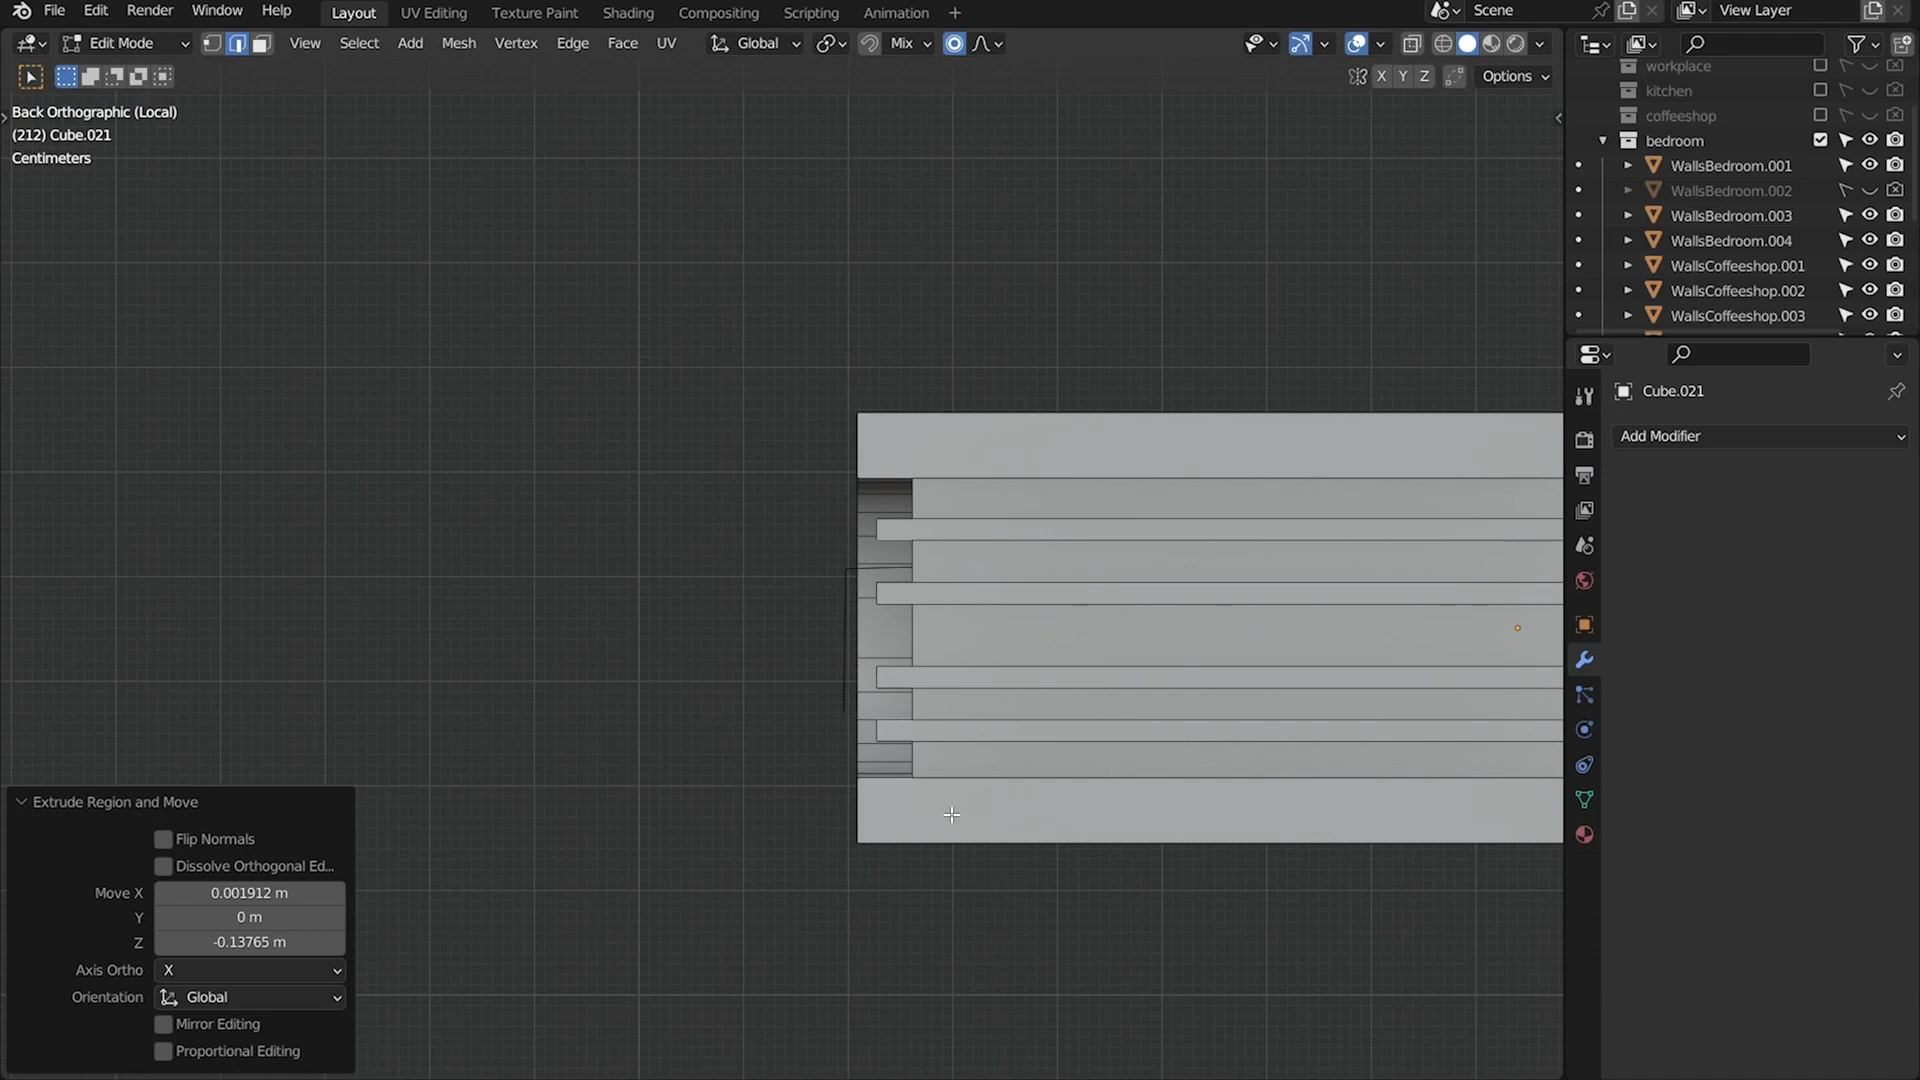 File Edit Render Window Help Layout UV Editing Texture Paint Shading Compositing Scripting Animation + Scene View Layer
Edit Mode View Select Add Mesh Vertex Edge Face UV Global Mix
X Y Z Options
Back Orthographic (Local)
(212) Cube.021
Centimeters
workplace
kitchen
coffeeshop
bedroom
WallsBedroom.001
WallsBedroom.002
WallsBedroom.003
WallsBedroom.004
WallsCoffeeshop.001
WallsCoffeeshop.002
WallsCoffeeshop.003
Cube.021
Add Modifier
Extrude Region and Move
Flip Normals
Dissolve Orthogonal Ed...
Move X 0.001912 m
Y 0 m
Z -0.13765 m
Axis Ortho X
Orientation Global
Mirror Editing
Proportional Editing